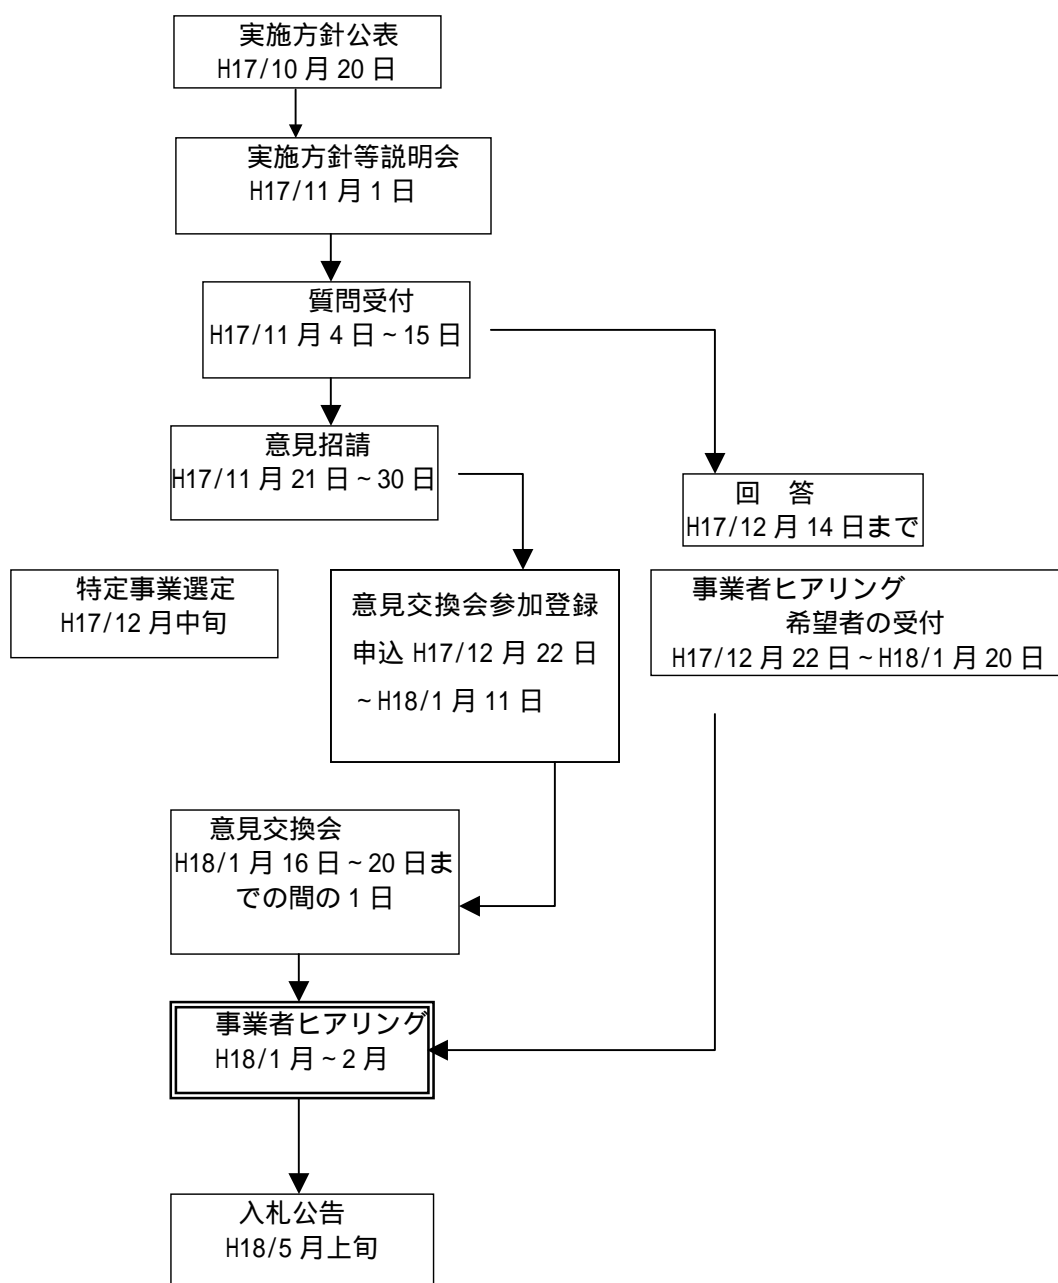 実施方針公表
H17/10 月 20 日
実施方針等説明会
H17/11 月 1 日
質問受付
H17/11 月 4 日~15 日
意見招請
H17/11 月 21 日~30 日
回 答
H17/12 月 14 日まで
特定事業選定
H17/12 月中旬
意見交換会参加登録
申込 H17/12 月 22 日
~H18/1 月 11 日
事業者ヒアリング
希望者の受付
H17/12 月 22 日~H18/1 月 20 日
意見交換会
H18/1 月 16 日~20 日ま
での間の 1 日
事業者ヒアリング
H18/1 月~2 月
入札公告
H18/5 月上旬